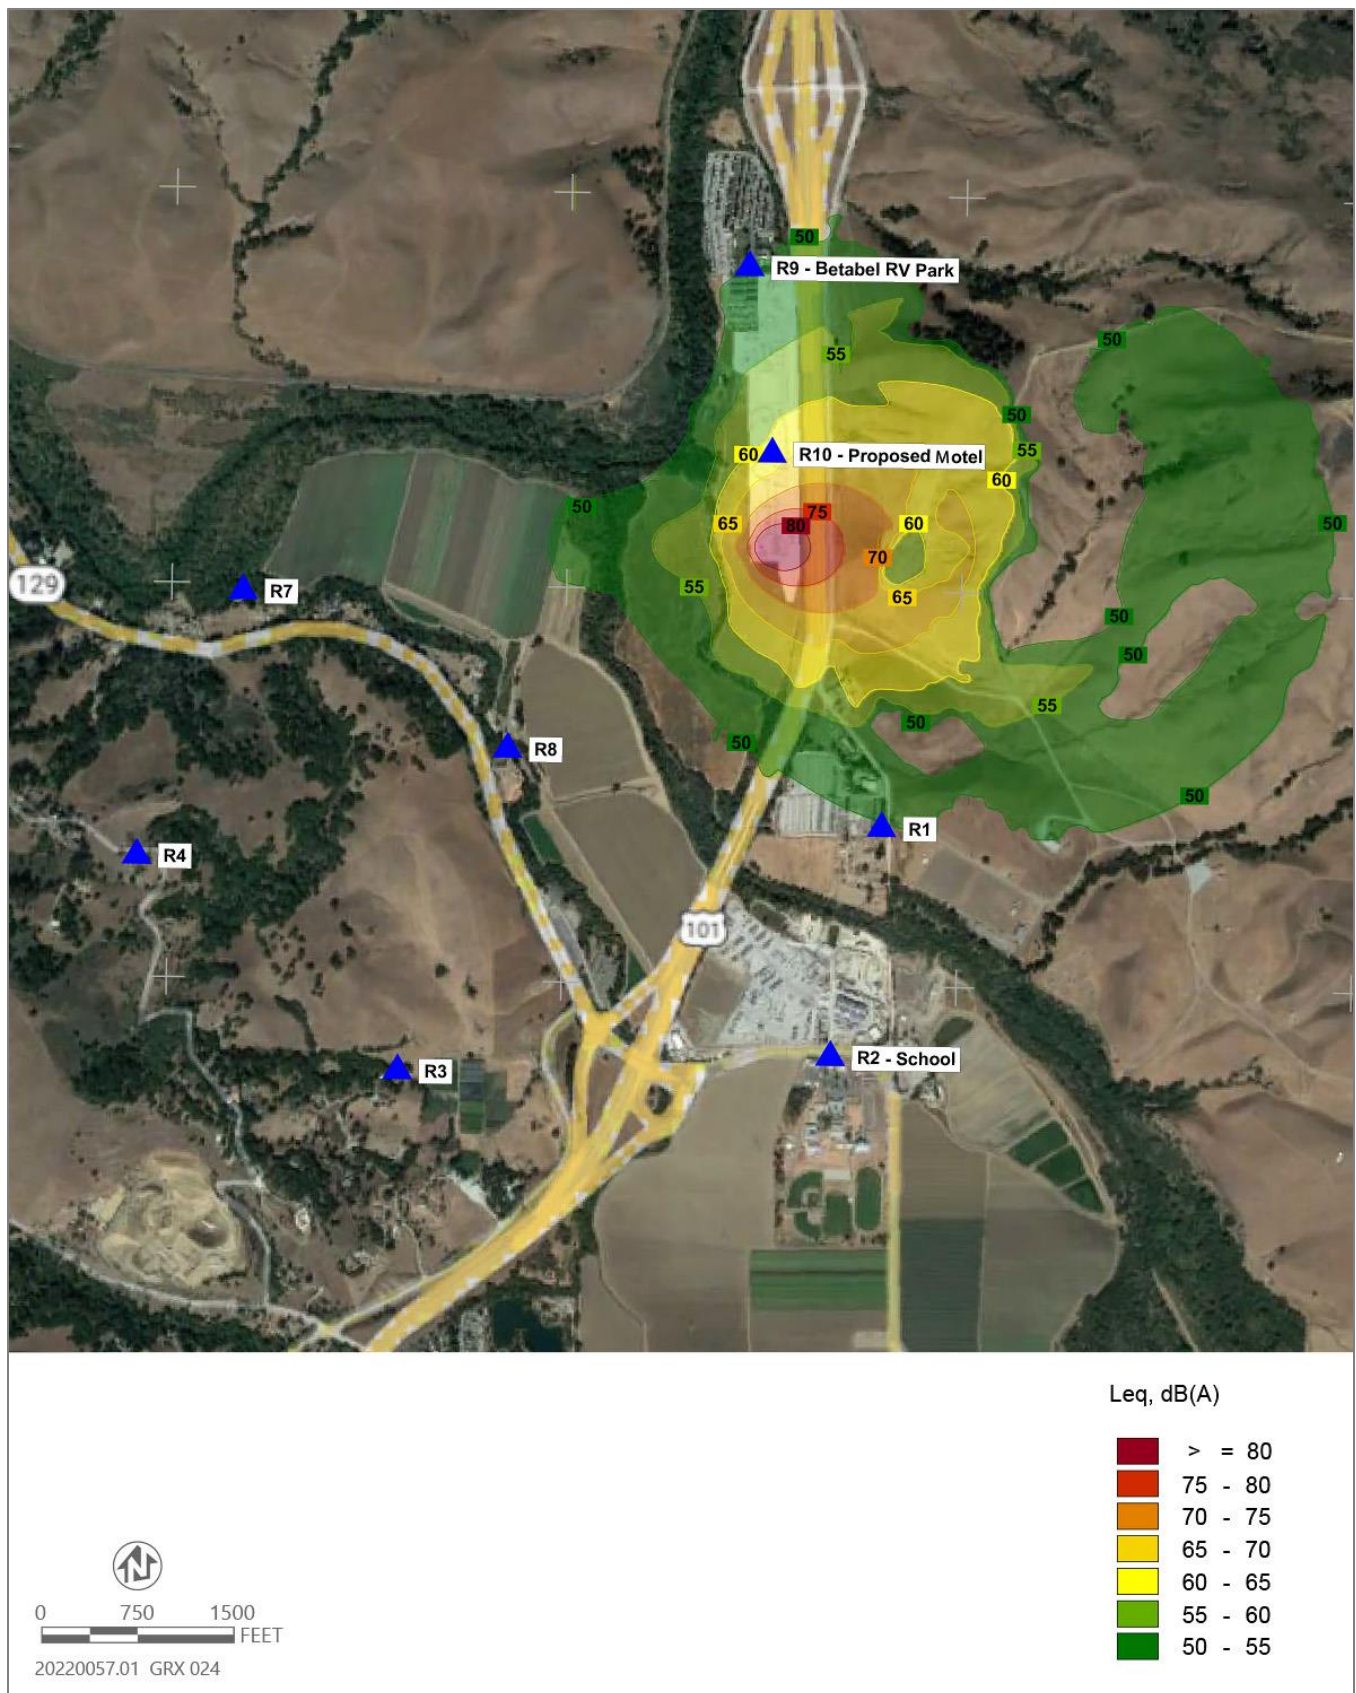 50
R9 - Betabel RV Park
50
55
50
R10 - Proposed Motel
60
55
60
50
75
65
80
60
50
70
129
R7
55
65
50
50
55
50
50
R8
50
R1
R4
101
R2 - School
R3
Leq, dB(A)
> = 80
75 - 80
70 - 75
65 - 70
60 - 65
55 - 60
50 - 55
N
0 750 1500
FEET
20220057.01 GRX 024